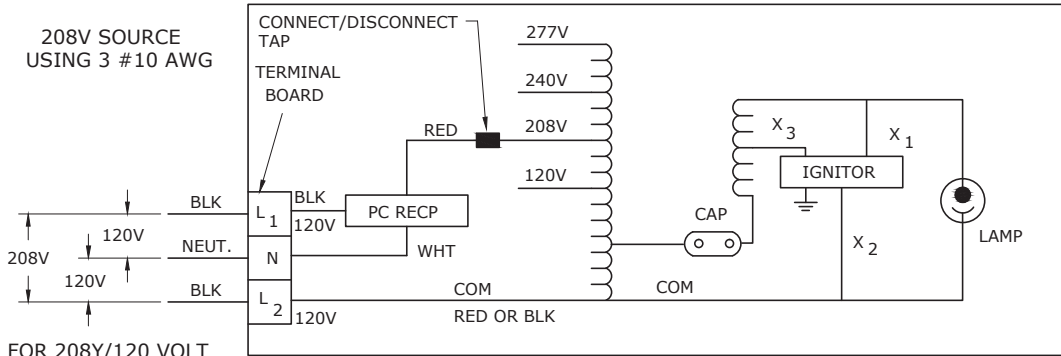 208V SOURCE
USING 3 #10 AWG
CONNECT/DISCONNECT
TAP
TERMINAL
BOARD
277V
240V
RED
208V
120V
X3
X1
IGNITOR
CAP
LAMP
X2
BLK
L1
BLK
120V
PC RECP
120V
NEUT.
N
WHT
208V
120V
BLK
L2
120V
COM
RED OR BLK
COM
FOR 208Y/120 VOLT